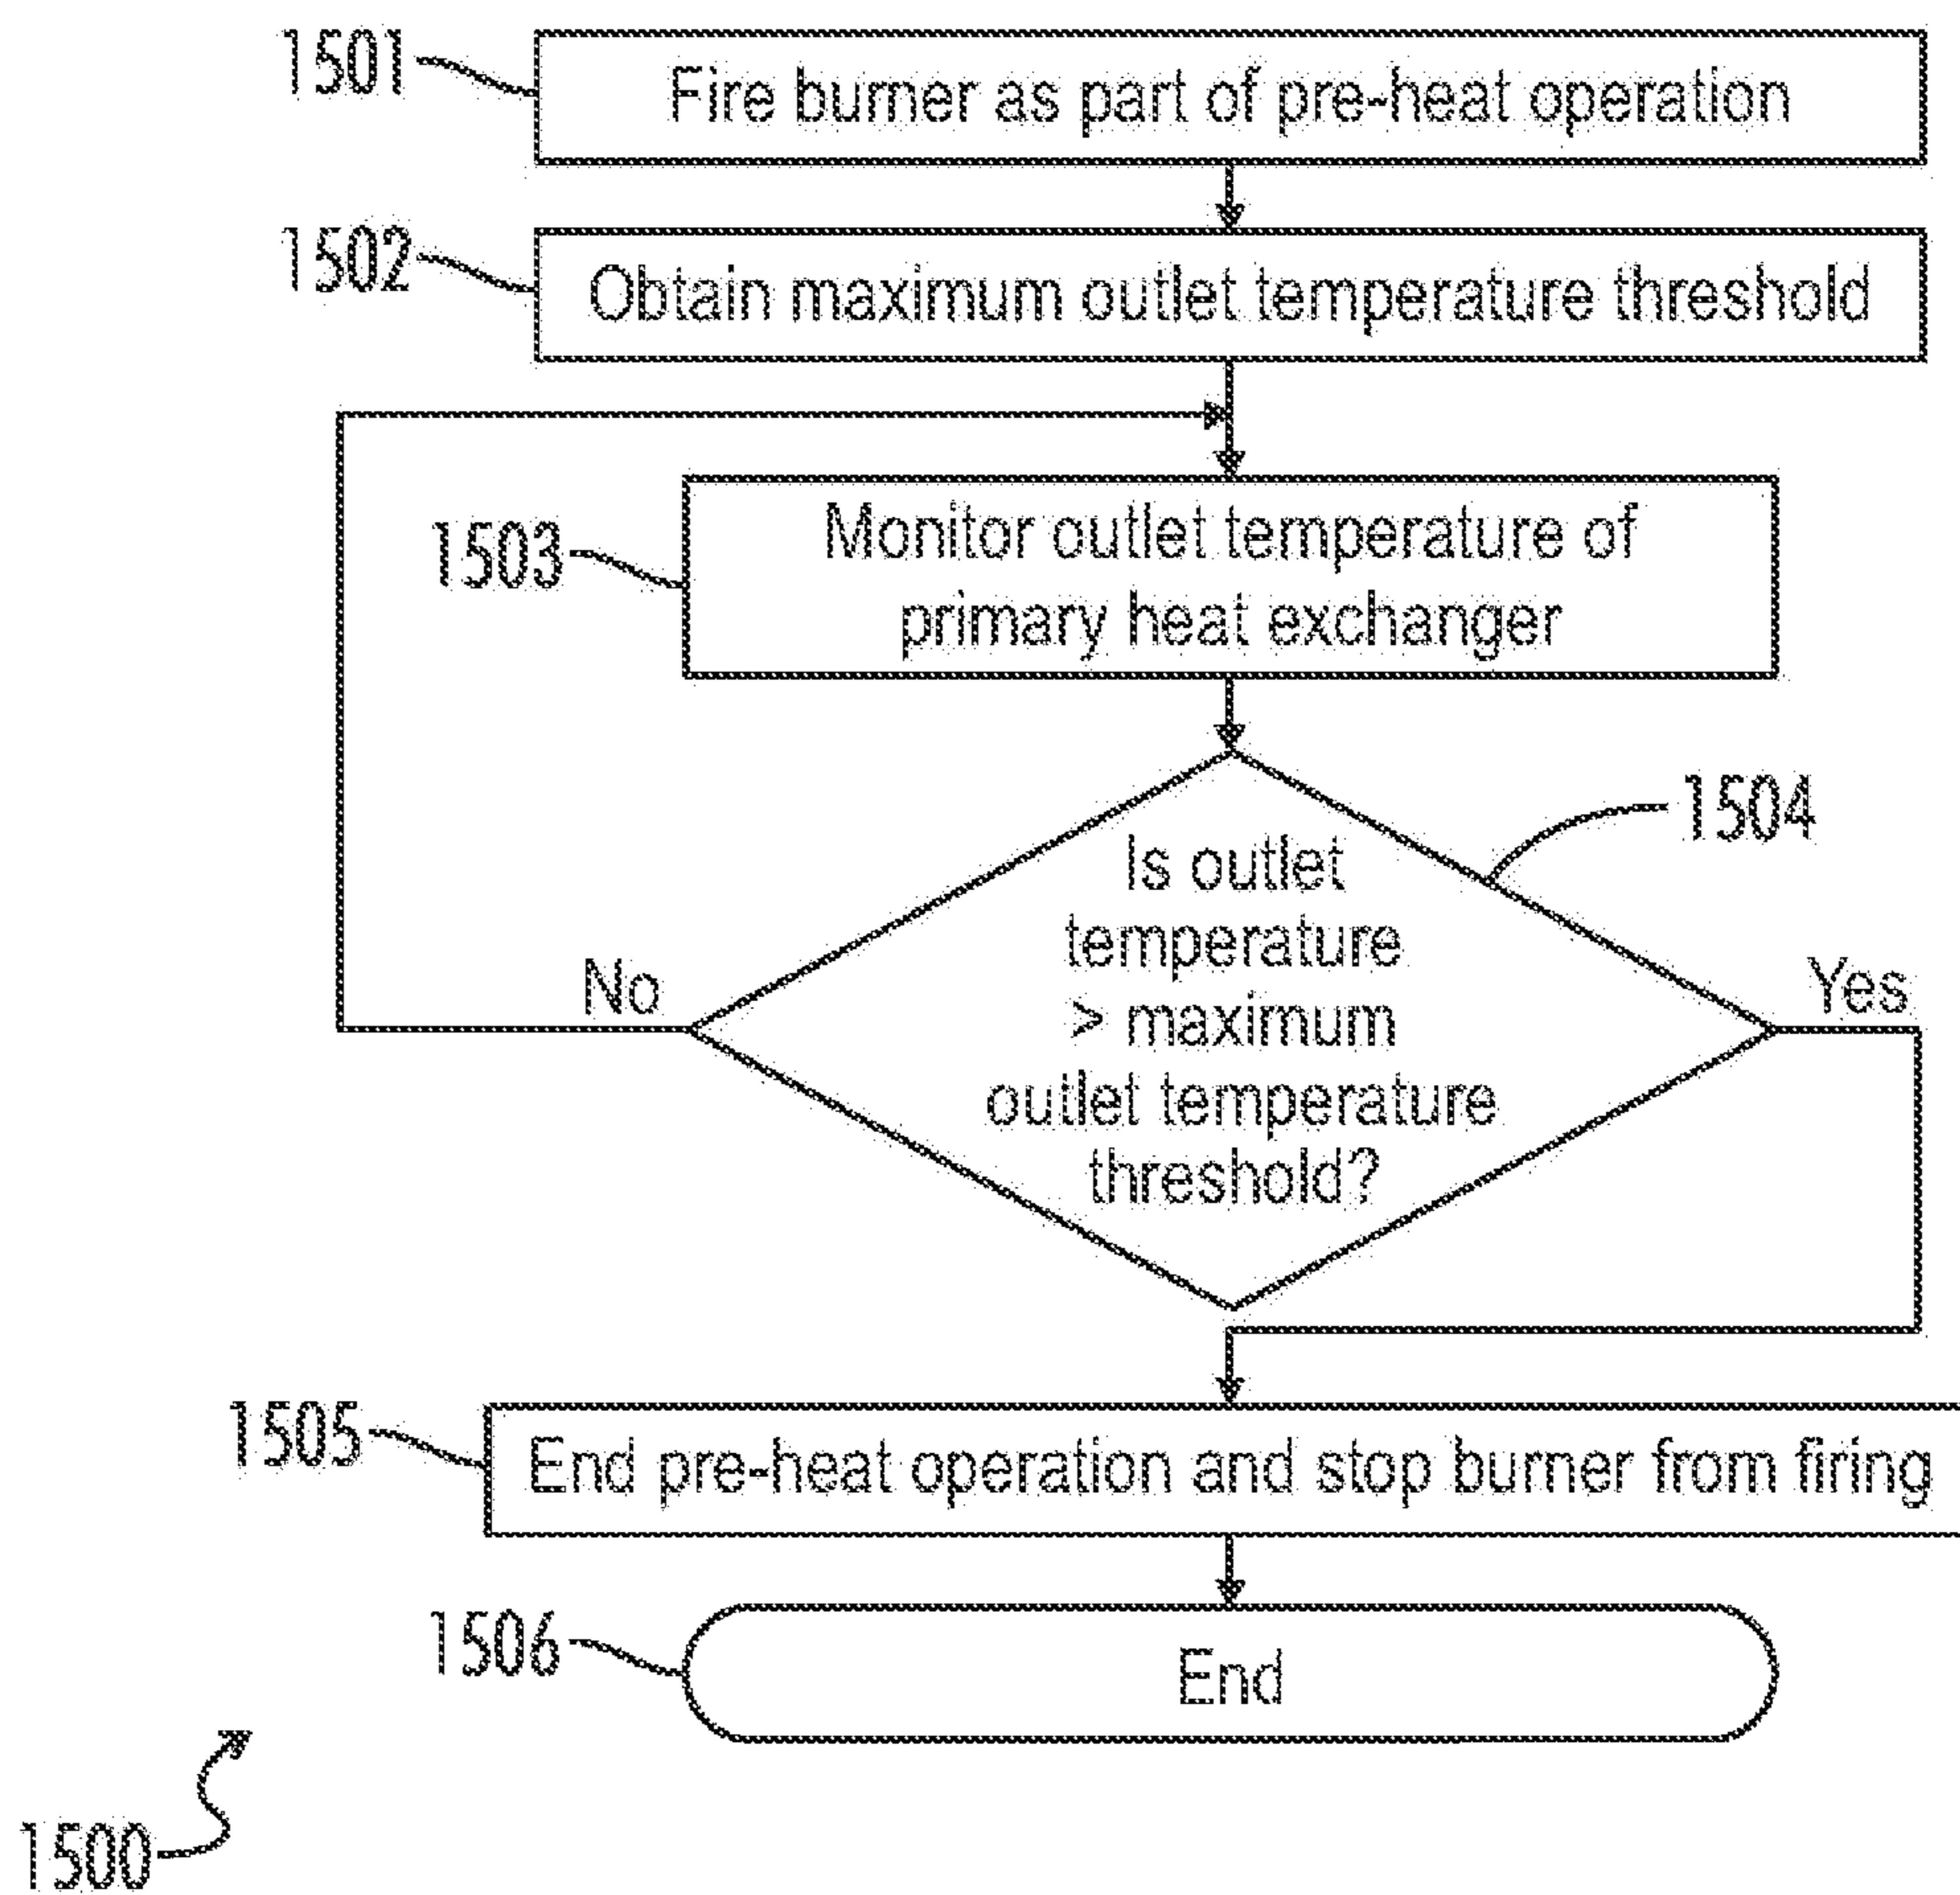 1501
Fire burner as part of pre-heat operation
1502
Obtain maximum outlet temperature threshold
1503
Monitor outlet temperature of
primary heat exchanger
1504
Is outlet
temperature
> maximum
outlet temperature
threshold?
No
Yes
1505
End pre-heat operation and stop burner from firing
1506
End
1500